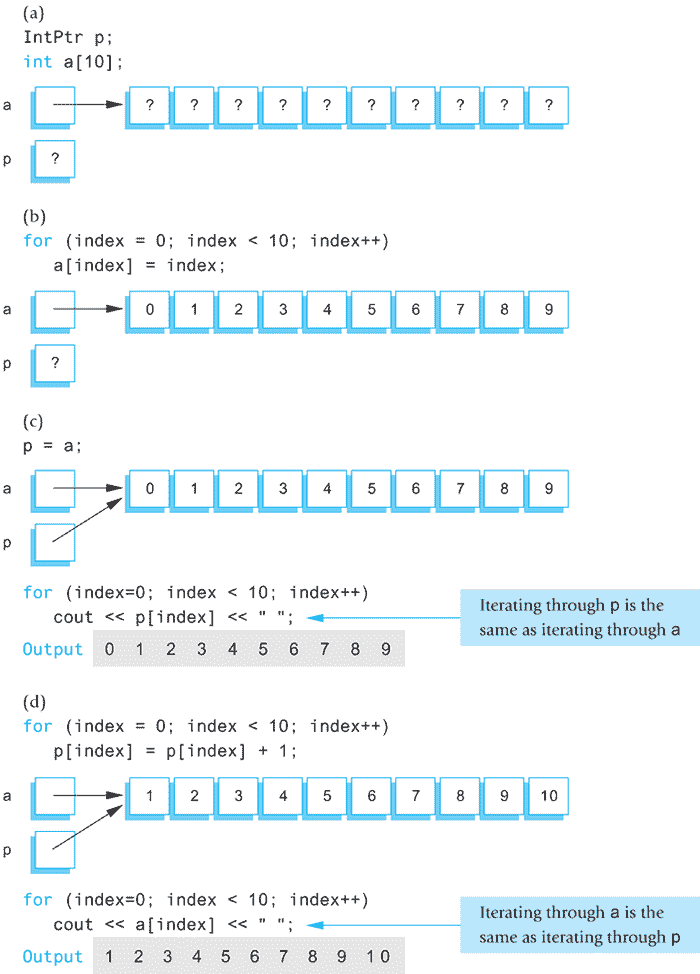 (a)
IntPtr p;
int a[10];
a ? ? ? ? ? ? ? ? ? ?
p ?
(b)
for (index = 0; index < 10; index++)
a[index] = index;
a 0 1 2 3 4 5 6 7 8 9
p ?
(c)
p = a;
a 0 1 2 3 4 5 6 7 8 9
p
for (index=0; index < 10; index++)
cout << p[index] << " ";
Iterating through p is the
same as iterating through a
Output 0 1 2 3 4 5 6 7 8 9
(d)
for (index = 0; index < 10; index++)
p[index] = p[index] + 1;
a 1 2 3 4 5 6 7 8 9 10
p
for (index=0; index < 10; index++)
cout << a[index] << " ";
Iterating through a is the
same as iterating through p
Output 1 2 3 4 5 6 7 8 9 10